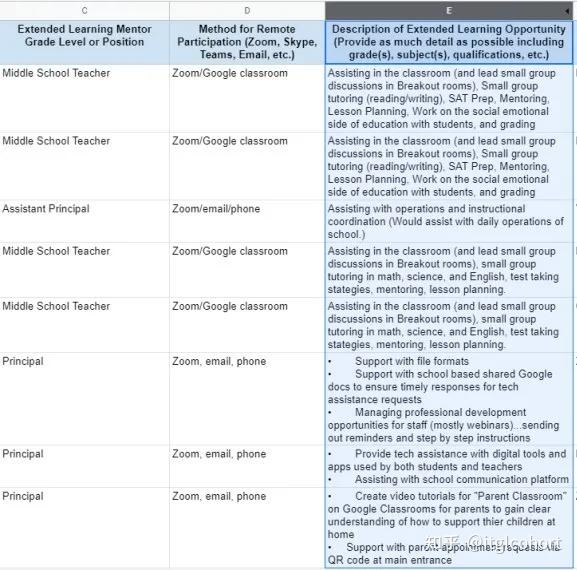 C
D
E
Extended Learning Mentor
Grade Level or Position
Method for Remote
Participation (Zoom, Skype,
Teams, Email, etc.)
Description of Extended Learning Opportunity
(Provide as much detail as possible including
grade(s), subject(s), qualifications, etc.)
Middle School Teacher
Zoom/Google classroom
Assisting in the classroom (and lead small group
discussions in Breakout rooms), Small group
tutoring (reading/writing), SAT Prep, Mentoring,
Lesson Planning, Work on the social emotional
side of education with students, and grading
Middle School Teacher
Zoom/Google classroom
Assisting in the classroom (and lead small group
discussions in Breakout rooms), Small group
tutoring (reading/writing), SAT Prep, Mentoring,
Lesson Planning, Work on the social emotional
side of education with students, and grading
Assistant Principal
Zoom/email/phone
Assisting with operations and instructional
coordination (Would assist with daily operations of
school.)
Middle School Teacher
Zoom/Google classroom
Assisting in the classroom (and lead small group
discussions in Breakout rooms), small group
tutoring in math, science, and English, test taking
stategies, mentoring, lesson planning.
Middle School Teacher
Zoom/Google classroom
Assisting in the classroom (and lead small group
discussions in Breakout rooms), small group
tutoring in math, science, and English, test taking
stategies, mentoring, lesson planning.
Principal
Zoom, email, phone
• Support with file formats
• Support with school based shared Google
docs to ensure timely responses for tech
assistance requests
• Managing professional development
opportunities for staff (mostly webinars)...sending
out reminders and step by step instructions
Principal
Zoom, email, phone
• Provide tech assistance with digital tools and
apps used by both students and teachers
• Assisting with school communication platform
Principal
Zoom, email, phone
• Create video tutorials for "Parent Classroom"
on Google Classrooms for parents to gain clear
understanding of how to support thier children at
home
• Support with parent appointment requests via
QR code at main entrance
知乎 @itglcohort